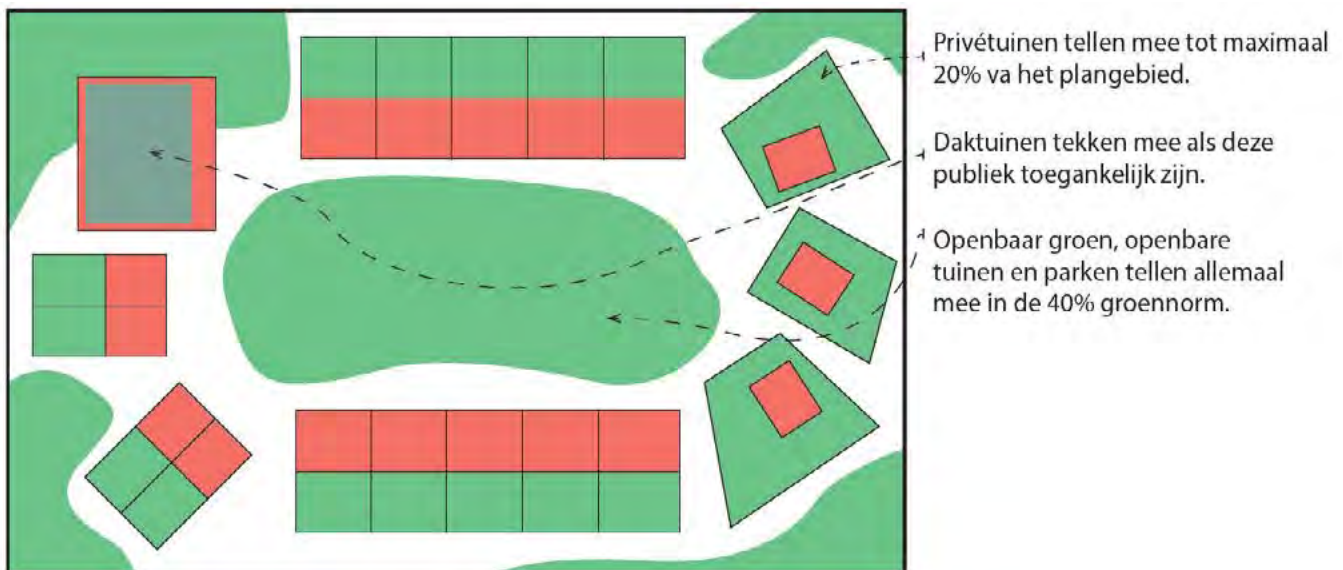 Privétuinen tellen mee tot maximaal
20% va het plangebied.
Daktuinen tekken mee als deze
publiek toegankelijk zijn.
Openbaar groen, openbare
tuinen en parken tellen allemaal
mee in de 40% groennorm.